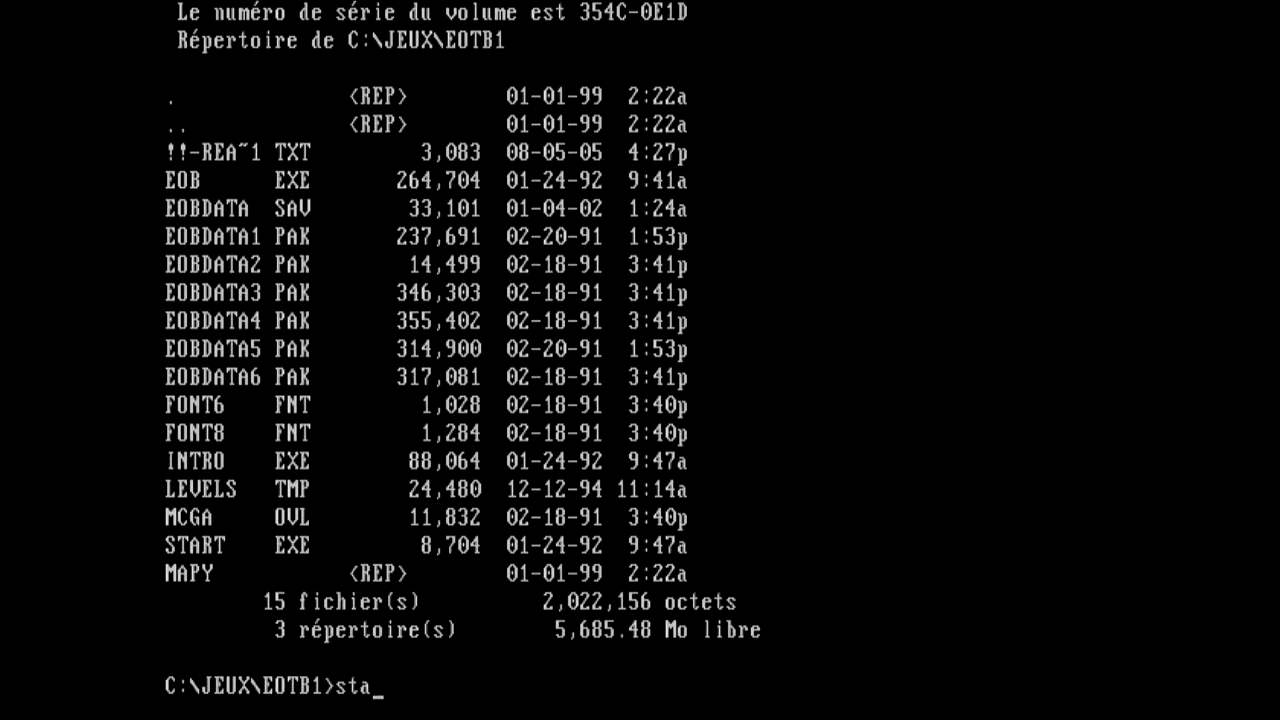 Le numéro de série du volume est 354C-0E1D
Répertoire de C:\JEUX\EOTB1
. <REP> 01-01-99 2:22a
.. <REP> 01-01-99 2:22a
!!-REA~1 TXT 3,083 08-05-05 4:27p
EOB EXE 264,704 01-24-92 9:41a
EOBDATA SAV 33,101 01-04-02 1:24a
EOBDATA1 PAK 237,691 02-20-91 1:53p
EOBDATA2 PAK 14,499 02-18-91 3:41p
EOBDATA3 PAK 346,303 02-18-91 3:41p
EOBDATA4 PAK 355,402 02-18-91 3:41p
EOBDATA5 PAK 314,900 02-20-91 1:53p
EOBDATA6 PAK 317,081 02-18-91 3:41p
FONT6 FNT 1,028 02-18-91 3:40p
FONT8 FNT 1,284 02-18-91 3:40p
INTRO EXE 88,064 01-24-92 9:47a
LEVELS TMP 24,480 12-12-94 11:14a
MCGA OVL 11,832 02-18-91 3:40p
START EXE 8,704 01-24-92 9:47a
MAPY <REP> 01-01-99 2:22a
15 fichier(s) 2,022,156 octets
3 répertoire(s) 5,685.48 Mo libre
C:\JEUX\EOTB1>sta_